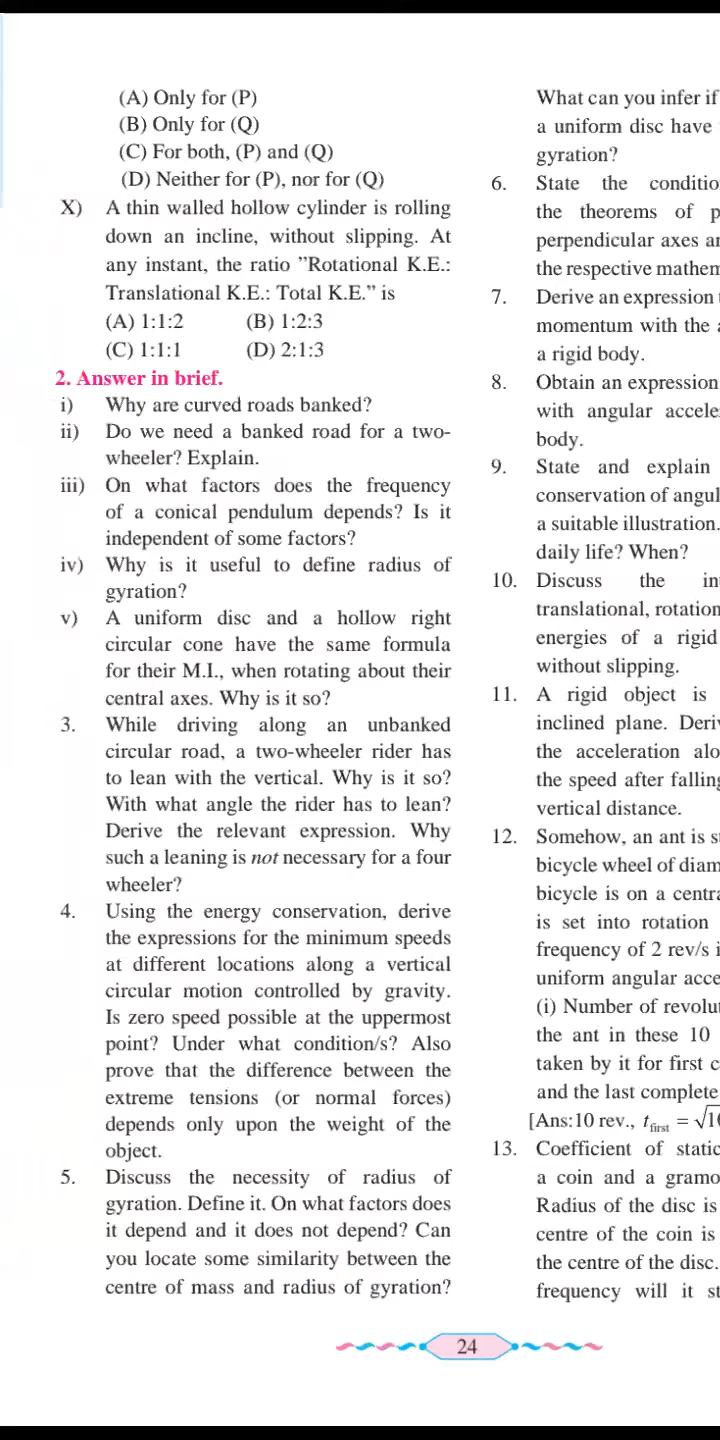 (A) Only for (P)
(B) Only for (Q)
(C) For both, (P) and (Q)
(D) Neither for (P), nor for (Q)
X) A thin walled hollow cylinder is rolling
down an incline, without slipping. At
any instant, the ratio ”Rotational K.E.:
Translational K.E.: Total K.E.” is
(A) 1:1:2 (B) 1:2:3
(C) 1:1:1 (D) 2:1:3
2. Answer in brief.
i) Why are curved roads banked?
ii) Do we need a banked road for a two-
wheeler? Explain.
iii) On what factors does the frequency
of a conical pendulum depends? Is it
independent of some factors?
iv) Why is it useful to define radius of
gyration?
v) A uniform disc and a hollow right
circular cone have the same formula
for their M.I., when rotating about their
central axes. Why is it so?
3. While driving along an unbanked
circular road, a two-wheeler rider has
to lean with the vertical. Why is it so?
With what angle the rider has to lean?
Derive the relevant expression. Why
such a leaning is not necessary for a four
wheeler?
4. Using the energy conservation, derive
the expressions for the minimum speeds
at different locations along a vertical
circular motion controlled by gravity.
Is zero speed possible at the uppermost
point? Under what condition/s? Also
prove that the difference between the
extreme tensions (or normal forces)
depends only upon the weight of the
object.
5. Discuss the necessity of radius of
gyration. Define it. On what factors does
it depend and it does not depend? Can
you locate some similarity between the
centre of mass and radius of gyration?
What can you infer if
a uniform disc have
gyration?
6. State the
the theorems of
perpendicular axes
the respective
7. Derive an expression
momentum with the
a rigid body.
8. Obtain an expression
with angular
body.
9. State and explain
conservation of
a suitable illustration.
daily life? When?
10. Discuss the
translational,
energies of a rigid
without slipping.
11. A rigid object is
inclined plane.
the acceleration
the speed after
vertical distance.
12. Somehow, an ant is
bicycle wheel of
bicycle is on a
is set into rotation
frequency of 2 rev/s
uniform angular
(i) Number of
the ant in these 10
taken by it for first
and the last complete
[Ans:10 rev., t first = √
13. Coefficient of
a coin and a
Radius of the disc is
centre of the coin is
the centre of the disc.
frequency will it
24